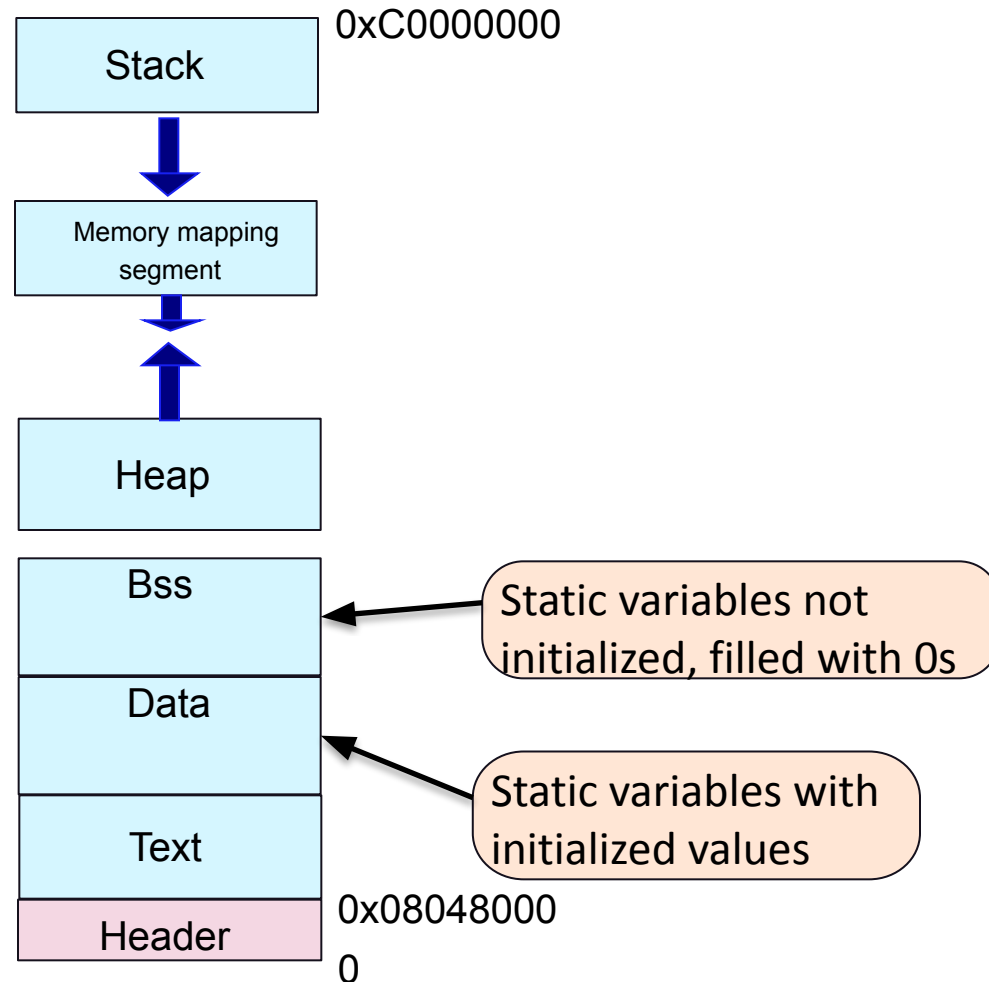 0xC0000000
Stack
Memory mapping
segment
Heap
Bss
Static variables not
initialized, filled with 0s
Data
Static variables with
initialized values
Text
0x08048000
Header
0